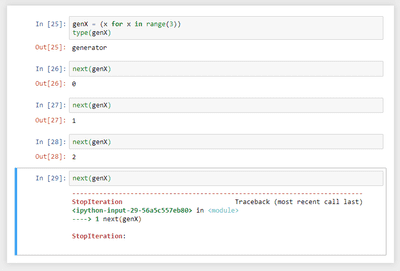 In [25]: genX = (x for x in range(3))
type(genX)
Out[25]: generator
In [26]: next(genX)
Out[26]: 0
In [27]: next(genX)
Out[27]: 1
In [28]: next(genX)
Out[28]: 2
In [29]: next(genX)
---------------------------------------------------------------------------
StopIteration                             Traceback (most recent call last)
<ipython-input-29-56a5c557eb80> in <module>
----> 1 next(genX)
StopIteration: